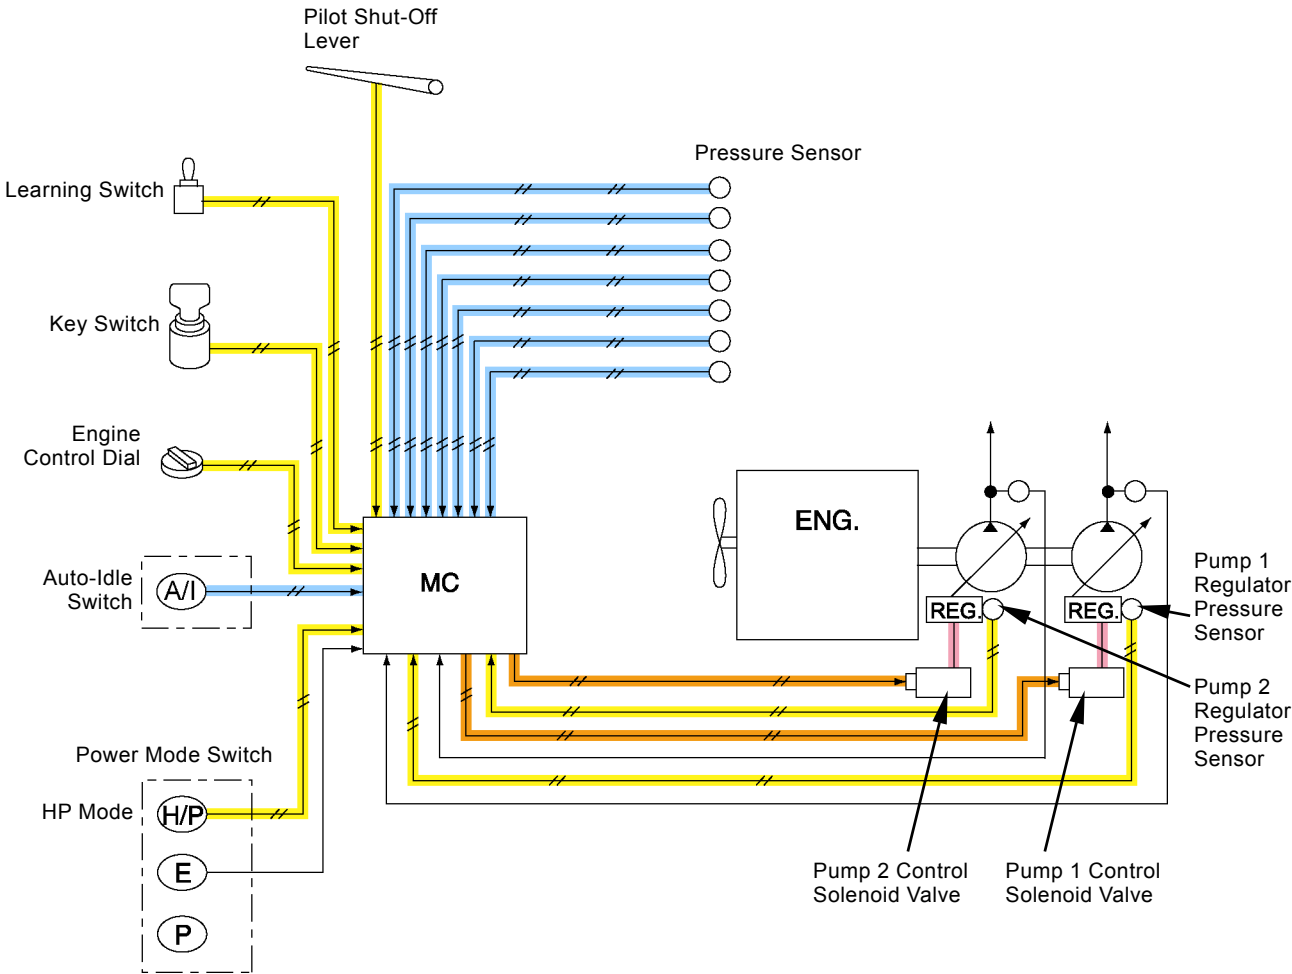 Pilot Shut-Off
Lever
Pressure Sensor
Learning Switch
Key Switch
Engine
Control Dial
ENG.
Auto-Idle
Switch
A/I
MC
REG.
REG.
Pump 1
Regulator
Pressure
Sensor
Pump 2
Regulator
Pressure
Sensor
Power Mode Switch
HP Mode
H/P
E
P
Pump 2 Control
Solenoid Valve
Pump 1 Control
Solenoid Valve